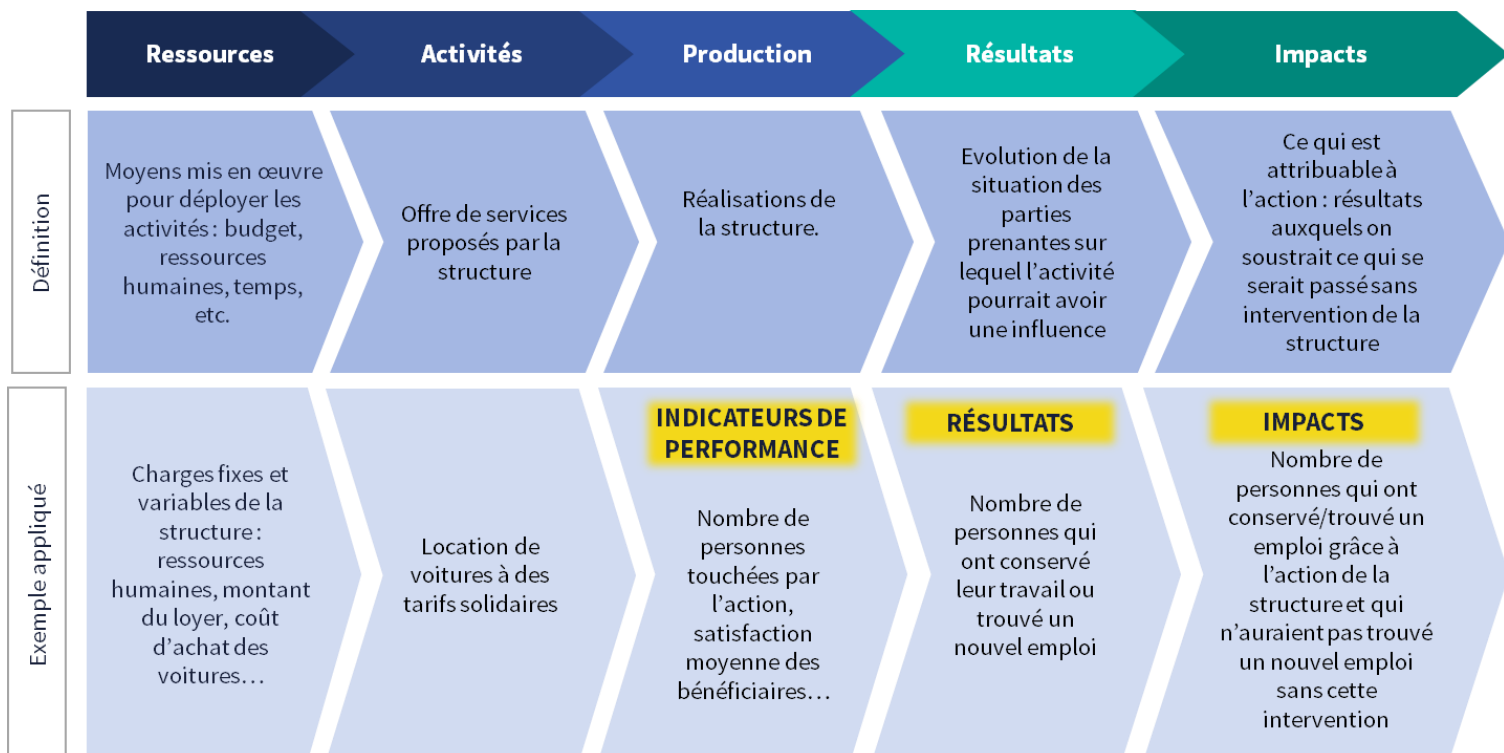 Ressources
Activités
Production
Résultats
Impacts
Définition
Moyens mis en œuvre
pour déployer les
activités : budget,
ressources
humaines, temps,
etc.
Offre de services
proposés par la
structure
Réalisations de
la structure.
Evolution de la
situation des
parties
prenantes sur
lequel l’activité
pourrait avoir
une influence
Ce qui est
attribuable à
l’action : résultats
auxquels on
soustrait ce qui se
serait passé sans
intervention de la
structure
Exemple appliqué
Charges fixes et
variables de la
structure :
ressources
humaines, montant
du loyer, coût
d’achat des
voitures…
Location de
voitures à des
tarifs solidaires
INDICATEURS DE
PERFORMANCE
Nombre de
personnes
touchées par
l’action,
satisfaction
moyenne des
bénéficiaires…
RÉSULTATS
Nombre de
personnes qui
ont conservé
leur travail ou
trouvé un
nouvel emploi
IMPACTS
Nombre de
personnes qui ont
conservé/trouvé un
emploi grâce à
l’action de la
structure et qui
n’auraient pas trouvé
un nouvel emploi
sans cette
intervention